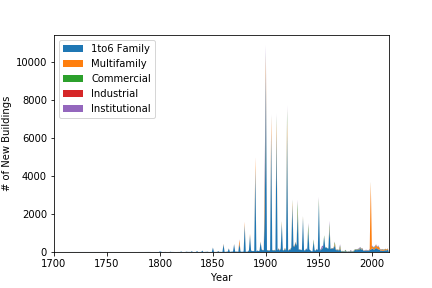 1to6 Family
Multifamily
Commercial
Industrial
Institutional
# of New Buildings
10000
8000
6000
4000
2000
0
1700 1750 1800 1850 1900 1950 2000
Year